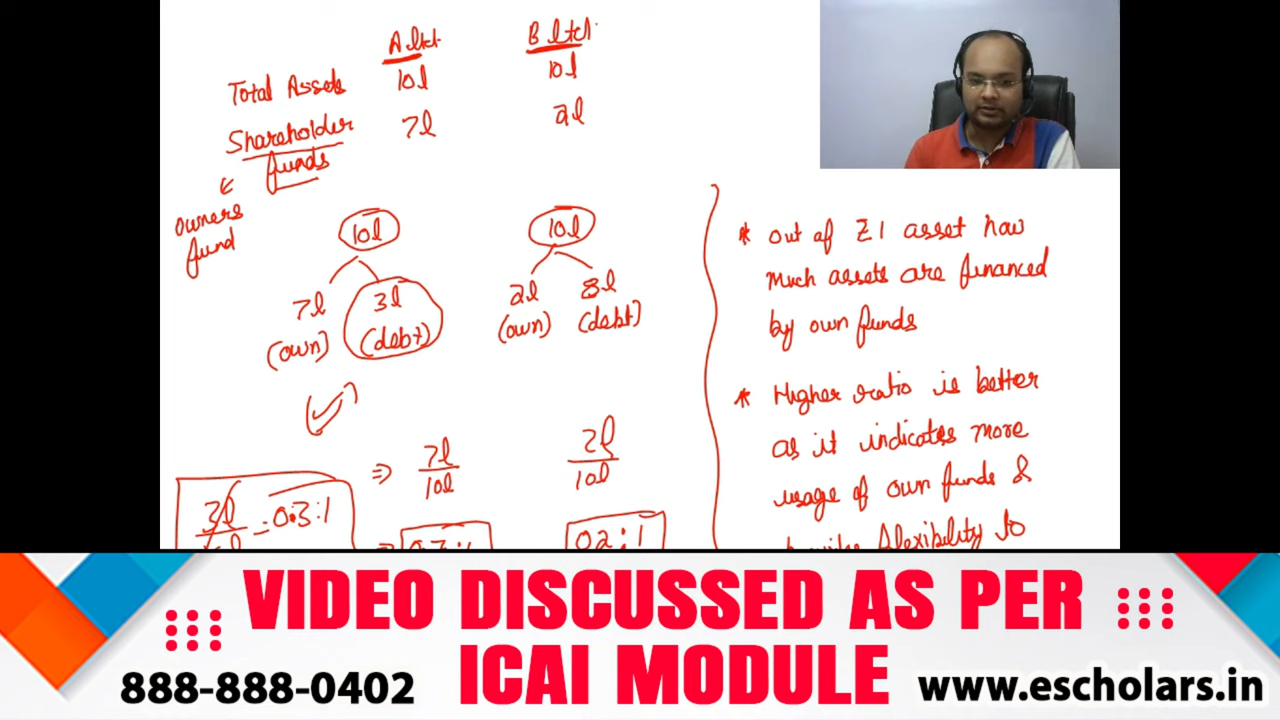 A ltd. B ltd.
Total Assets 10l 10l
Shareholder funds 7l 2l
owners
fund
10l 10l
7l 3l 2l 8l
(own) (debt) (own) (debt)
⇒ 7l/10l 2l/10l
3l = 0.3:1
0.2:1
* out of ₹1 asset how
much assets are financed
by own funds
* Higher ratio is better
as it indicates more
usage of own funds &
flexibility to
VIDEO DISCUSSED AS PER
ICAI MODULE
888-888-0402
www.escholars.in